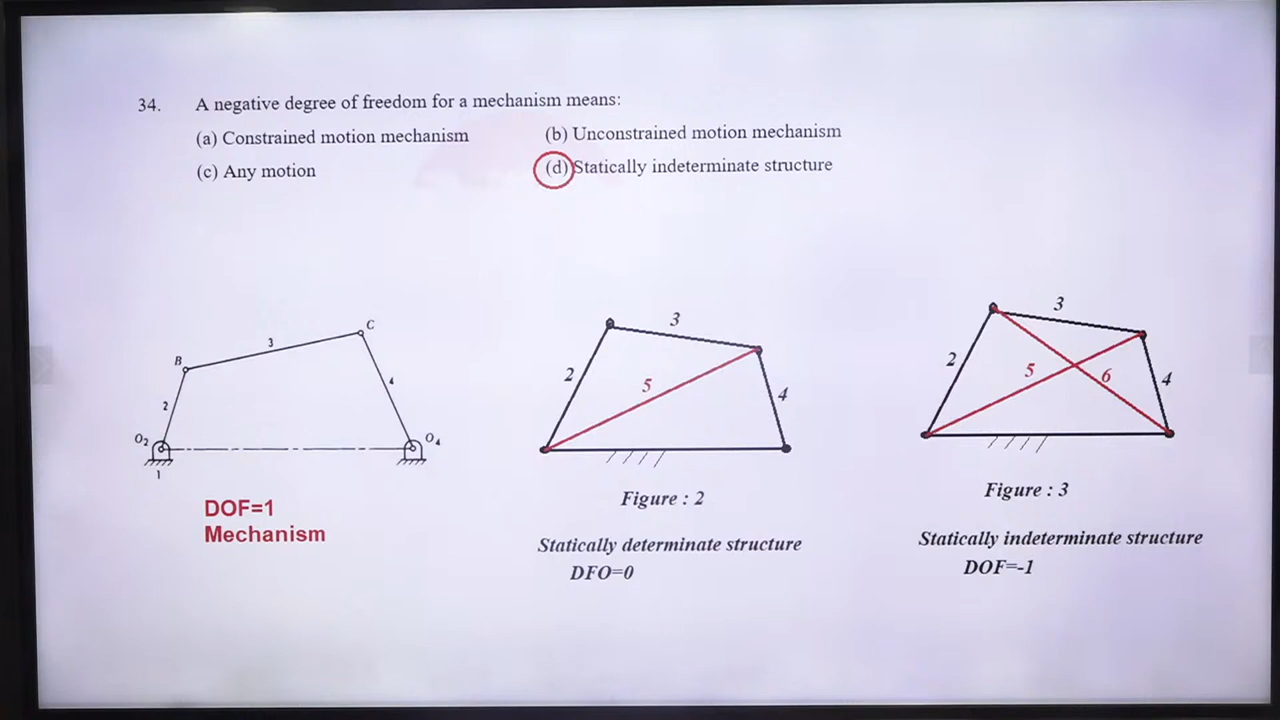 34. A negative degree of freedom for a mechanism means:
(a) Constrained motion mechanism (b) Unconstrained motion mechanism
(c) Any motion (d) Statically indeterminate structure
B 3 C
2 4
O2 O4
1
DOF=1
Mechanism
3
2 5 4
Figure : 2
Statically determinate structure
DFO=0
3
2 5 6 4
Figure : 3
Statically indeterminate structure
DOF=-1